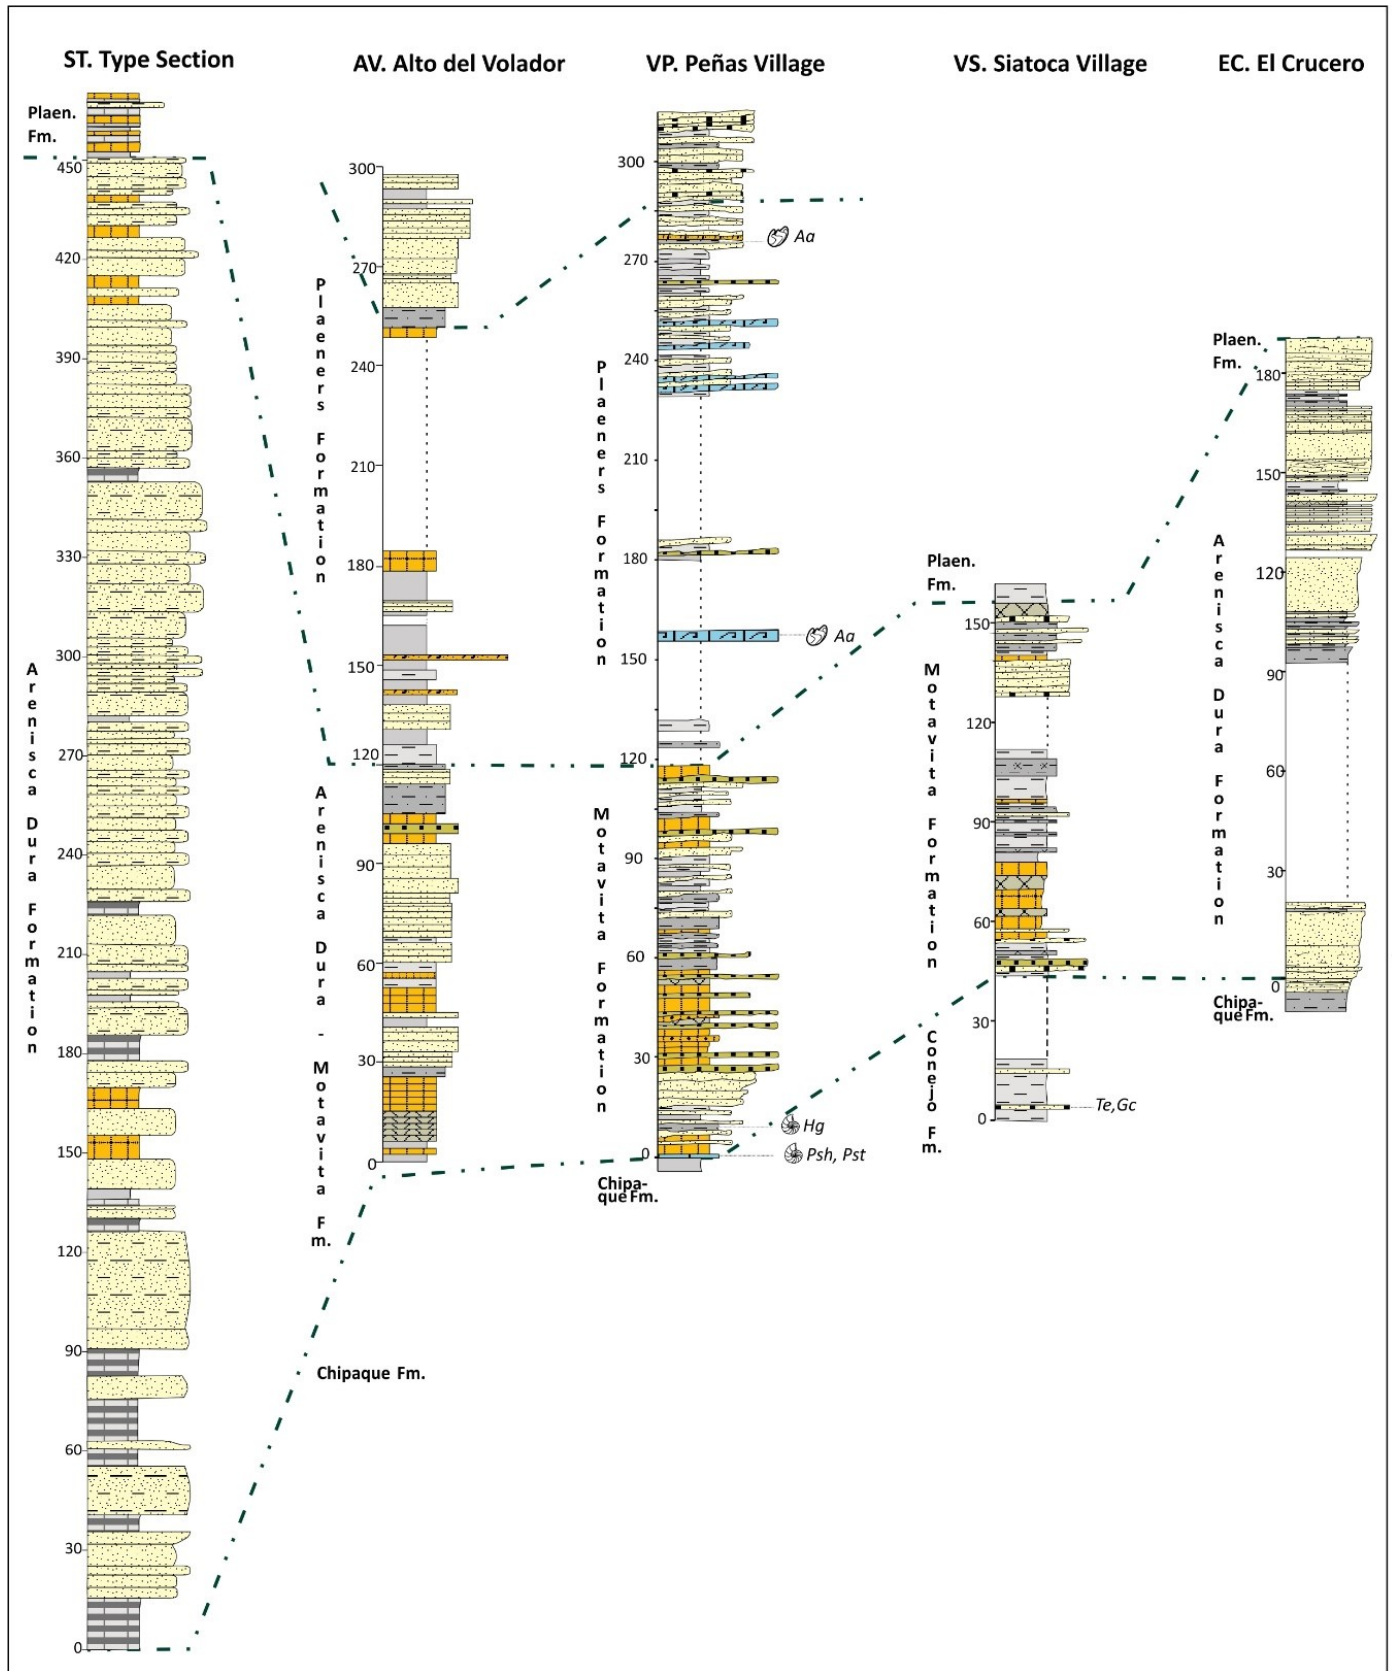 ST. Type Section
AV. Alto del Volador
VP. Peñas Village
VS. Siatoca Village
EC. El Crucero
Plaen.
Fm.
450
420
390
360
330
300
270
240
210
180
150
120
90
60
30
0
Arenisca Dura Formation
300
270
240
210
180
150
120
90
60
30
0
Plaeners Formation
Arenisca Dura - Motavita Fm.
Chipaque Fm.
300
270
240
210
180
150
120
90
60
30
0
Plaeners Formation
Motavita Formation
Chipa-
que Fm.
Aa
Aa
Hg
Psh, Pst
Plaen.
Fm.
150
120
90
60
30
0
Motavita Formation
Conejo Fm.
Te,Gc
Plaen.
Fm.
180
150
120
90
60
30
0
Arenisca Dura Formation
Chipa-
que Fm.